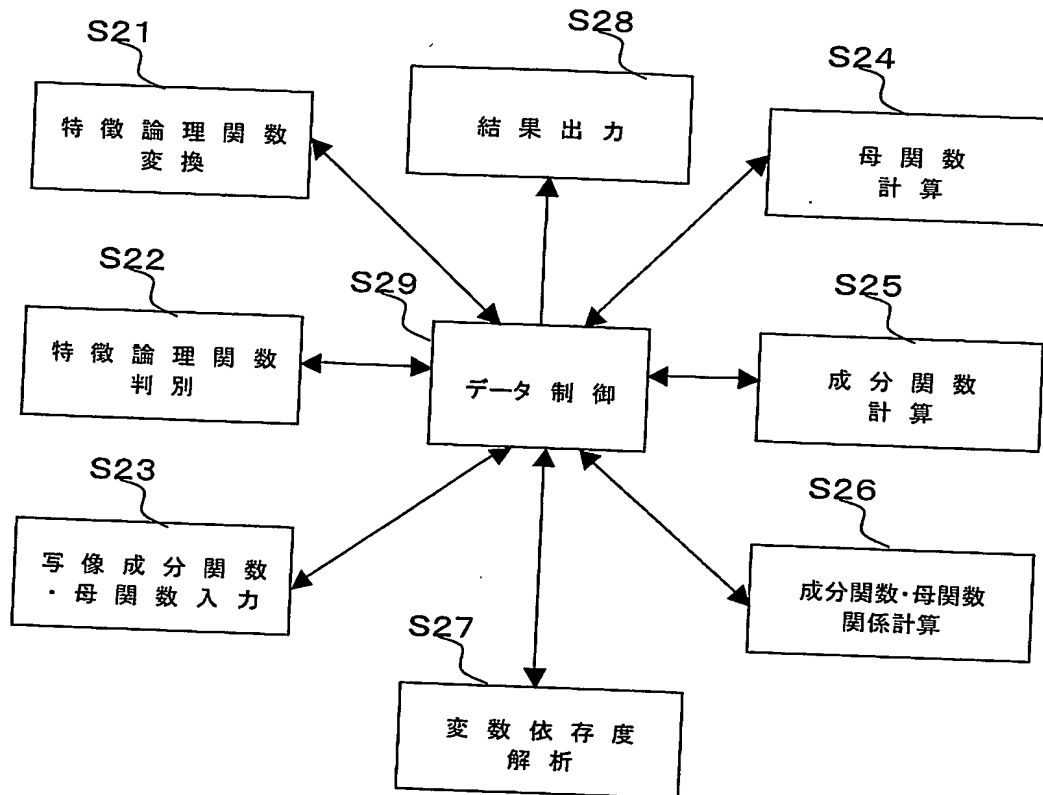 S21
特徴論理関数
変換
S28
結果出力
S24
母関数
計算
S22
特徴論理関数
判別
S29
データ制御
S25
成分関数
計算
S23
写像成分関数
・母関数入力
S26
成分関数・母関数
関係計算
S27
変数依存度
解析